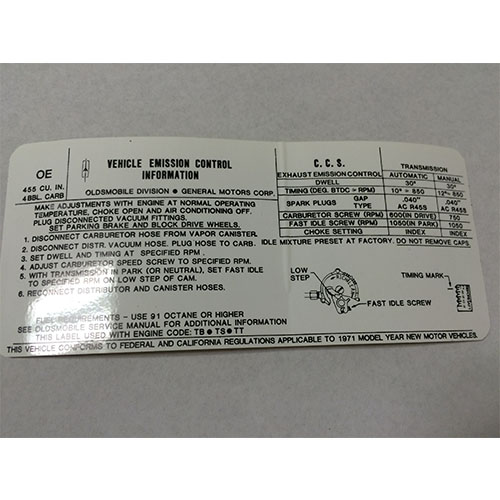 OE
455 CU. IN.
4BBL. CARB
VEHICLE EMISSION CONTROL
INFORMATION
OLDSMOBILE DIVISION ● GENERAL MOTORS CORP.
MAKE ADJUSTMENTS WITH ENGINE AT NORMAL OPERATING
TEMPERATURE, CHOKE OPEN AND AIR CONDITIONING OFF.
PLUG DISCONNECTED VACUUM FITTINGS.
SET PARKING BRAKE AND BLOCK DRIVE WHEELS.
1. DISCONNECT CARBURETOR HOSE FROM VAPOR CANISTER.
2. DISCONNECT DISTR. VACUUM HOSE. PLUG HOSE TO CARB.
3. SET DWELL AND TIMING AT SPECIFIED RPM.
4. ADJUST CARBURETOR SPEED SCREW TO SPECIFIED RPM.
5. WITH TRANSMISSION IN PARK (OR NEUTRAL), SET FAST IDLE
TO SPECIFIED RPM ON LOW STEP OF CAM.
6. RECONNECT DISTRIBUTOR AND CANISTER HOSES.
FUEL REQUIREMENTS - USE 91 OCTANE OR HIGHER
SEE OLDSMOBILE SERVICE MANUAL FOR ADDITIONAL INFORMATION
THIS LABEL USED WITH ENGINE CODE: TB ● TS ● TT
C. C. S. TRANSMISSION
EXHAUST EMISSION CONTROL AUTOMATIC MANUAL
DWELL 30° 30°
TIMING (DEG. BTDC @ RPM) 10° @ 850 12° @ 850
SPARK PLUGS GAP .040" .040"
TYPE AC R46S AC R45S
CARBURETOR SCREW (RPM) 600(IN DRIVE) 750
FAST IDLE SCREW (RPM) 1050(IN PARK) 1050
CHOKE SETTING INDEX INDEX
IDLE MIXTURE PRESET AT FACTORY. DO NOT REMOVE CAPS
LOW
STEP
FAST IDLE SCREW
TIMING MARK
THIS VEHICLE CONFORMS TO FEDERAL AND CALIFORNIA REGULATIONS APPLICABLE TO 1971 MODEL YEAR NEW MOTOR VEHICLES.